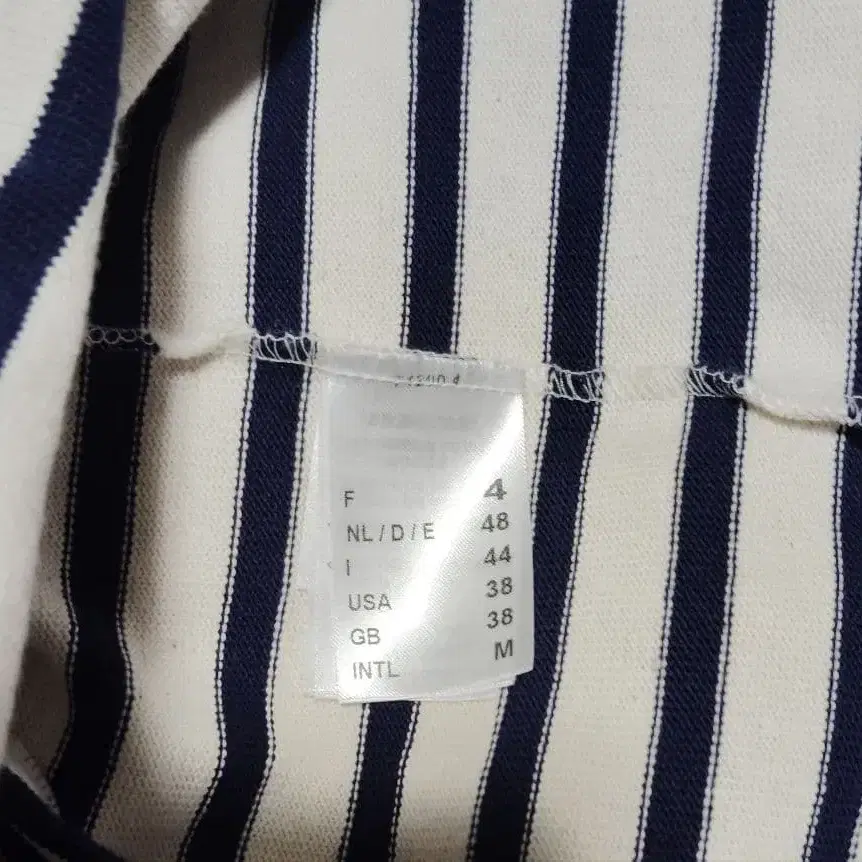 F 4
NL / D / E 48
I 44
USA 38
GB 38
INTL M